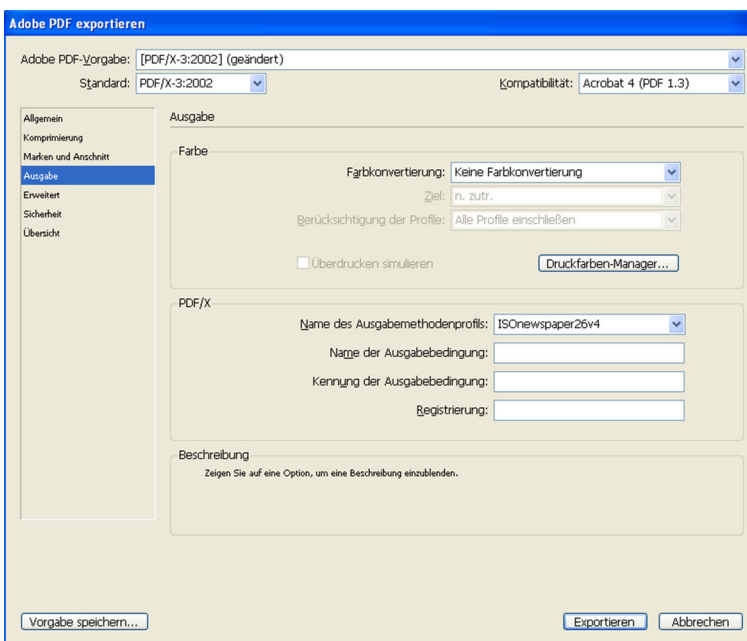 Adobe PDF exportieren
Adobe PDF-Vorgabe: [PDF/X-3:2002] (geändert)
Standard: PDF/X-3:2002 Kompatibilität: Acrobat 4 (PDF 1.3)
Allgemein
Komprimierung
Marken und Anschnitt
Ausgabe
Erweitert
Sicherheit
Übersicht
Ausgabe
Farbe
Farbkonvertierung: Keine Farbkonvertierung
Ziel: n. zutr.
Berücksichtigung der Profile: Alle Profile einschließen
Überdrucken simulieren Druckfarben-Manager...
PDF/X
Name des Ausgabemethodenprofils: ISOnewspaper26v4
Name der Ausgabebedingung:
Kennung der Ausgabebedingung:
Registrierung:
Beschreibung
Zeigen Sie auf eine Option, um eine Beschreibung einzublenden.
Vorgabe speichern... Exportieren Abbrechen